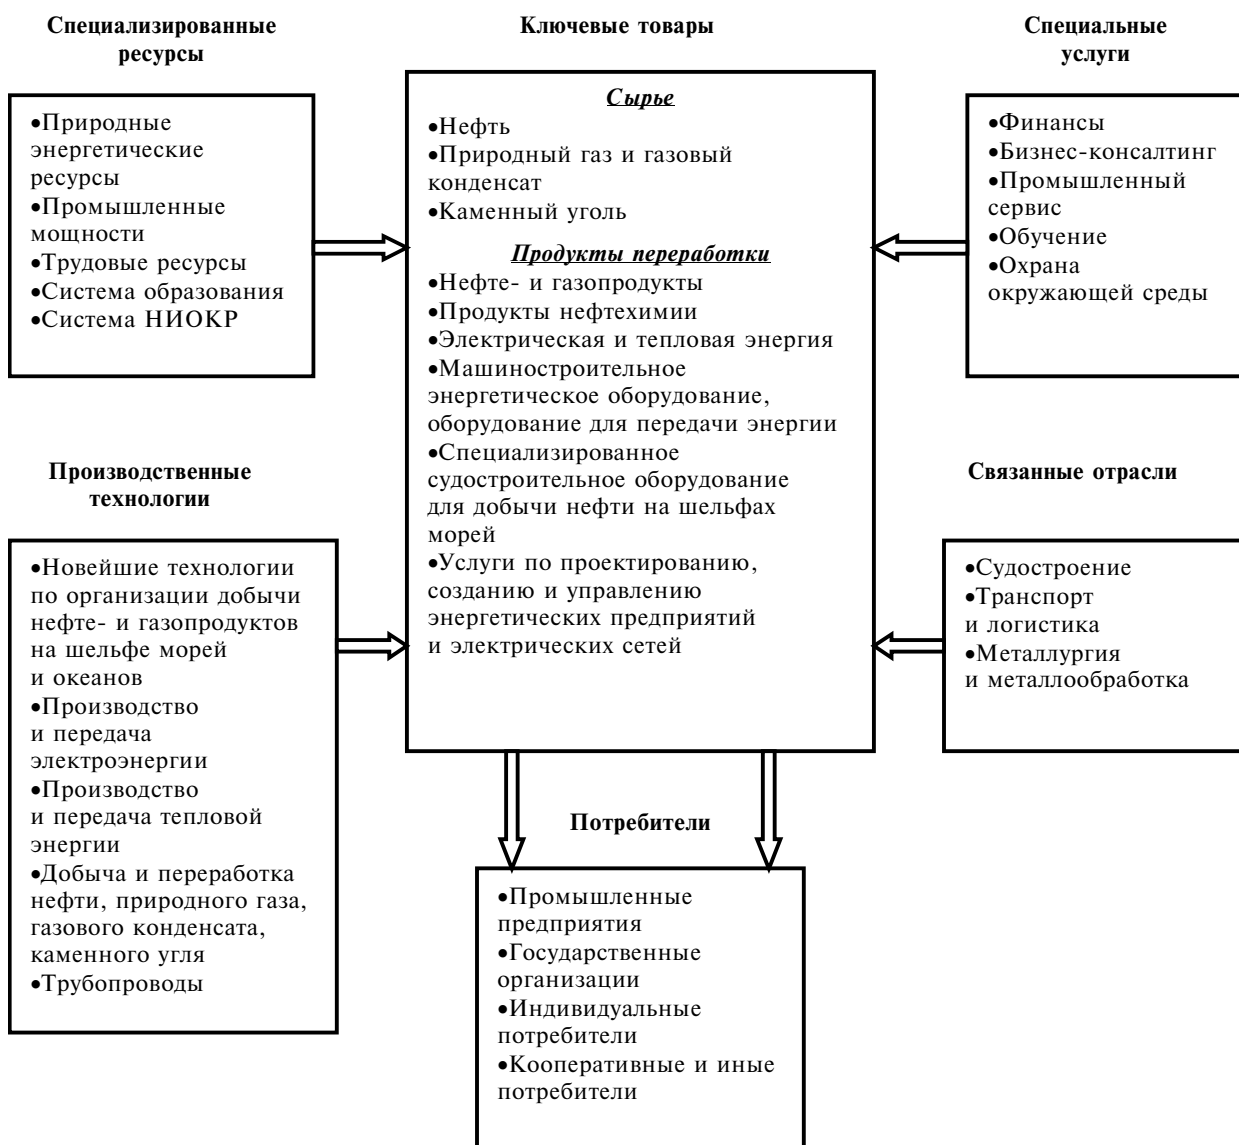 Специализированные
ресурсы
•Природные
энергетические
ресурсы
•Промышленные
мощности
•Трудовые ресурсы
•Система образования
•Система НИОКР
Ключевые товары
Сырье
•Нефть
•Природный газ и газовый
конденсат
•Каменный уголь
Продукты переработки
•Нефте- и газопродукты
•Продукты нефтехимии
•Электрическая и тепловая энергия
•Машиностроительное
энергетическое оборудование,
оборудование для передачи энергии
•Специализированное
судостроительное оборудование
для добычи нефти на шельфах
морей
•Услуги по проектированию,
созданию и управлению
энергетических предприятий
и электрических сетей
Специальные
услуги
•Финансы
•Бизнес-консалтинг
•Промышленный
сервис
•Обучение
•Охрана
окружающей среды
Производственные
технологии
•Новейшие технологии
по организации добычи
нефте- и газопродуктов
на шельфе морей
и океанов
•Производство
и передача
электроэнергии
•Производство
и передача тепловой
энергии
•Добыча и переработка
нефти, природного газа,
газового конденсата,
каменного угля
•Трубопроводы
Связанные отрасли
•Судостроение
•Транспорт
и логистика
•Металлургия
и металлообработка
Потребители
•Промышленные
предприятия
•Государственные
организации
•Индивидуальные
потребители
•Кооперативные и иные
потребители